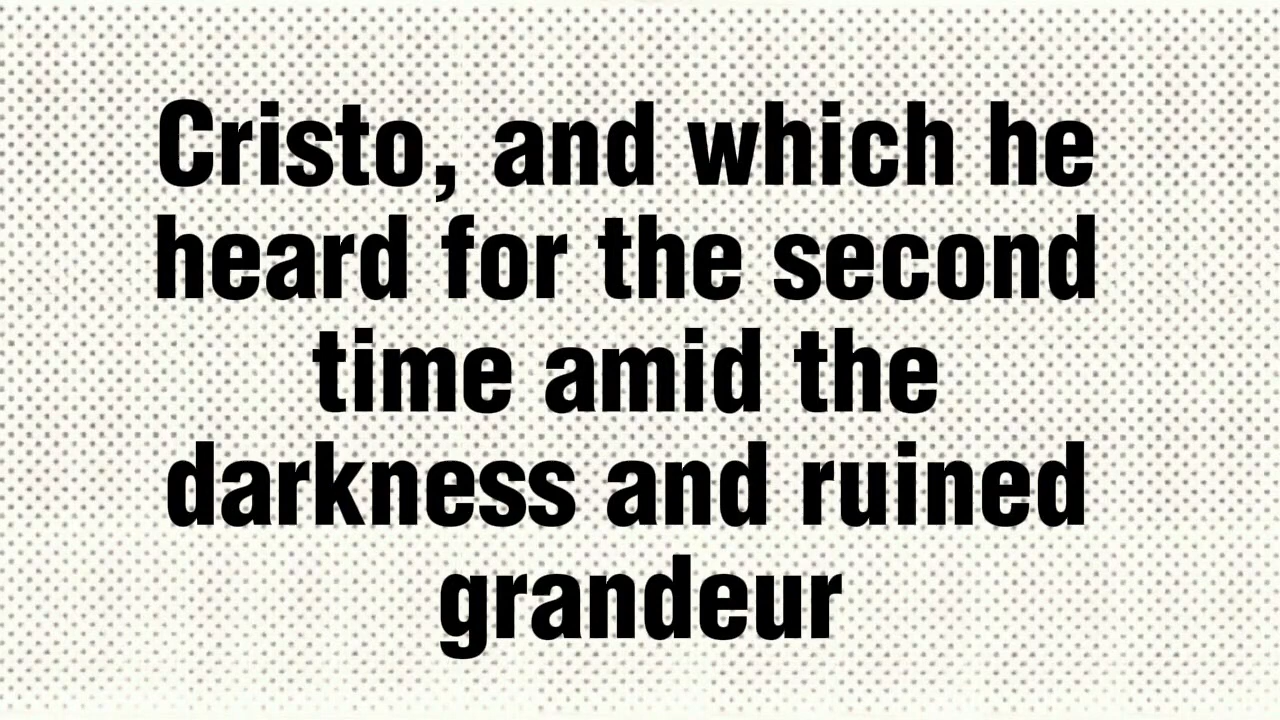 Cristo, and which he
heard for the second
time amid the
darkness and ruined
grandeur